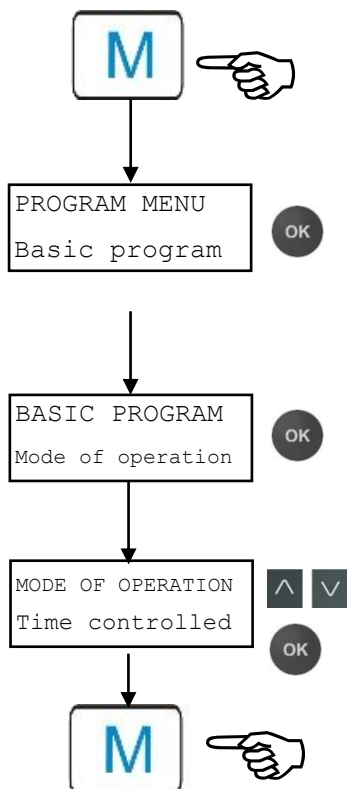 M
PROGRAM MENU
Basic program
OK
BASIC PROGRAM
Mode of operation
OK
MODE OF OPERATION
Time controlled
OK
M